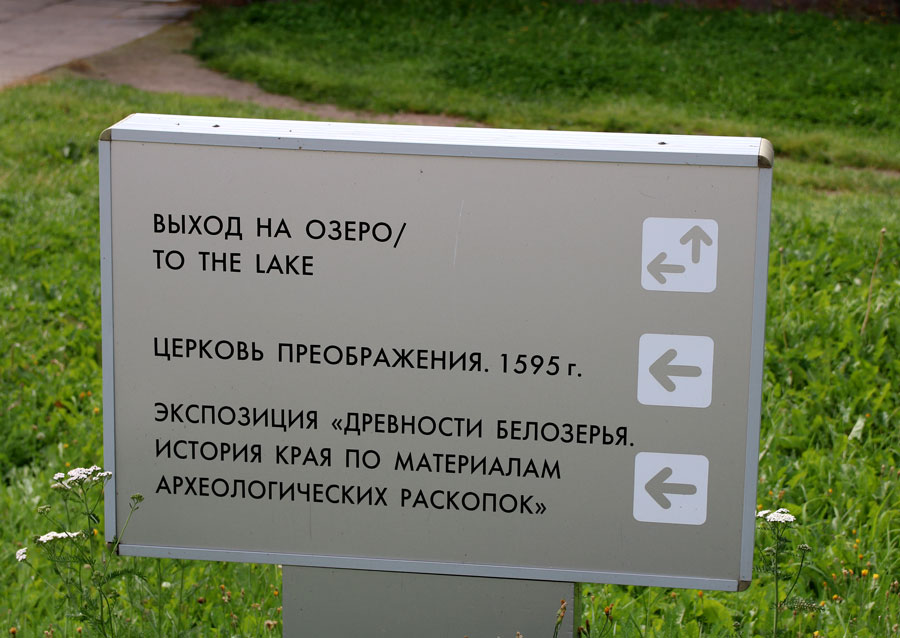 ВЫХОД НА ОЗЕРО/
TO THE LAKE
ЦЕРКОВЬ ПРЕОБРАЖЕНИЯ. 1595 г.
ЭКСПОЗИЦИЯ «ДРЕВНОСТИ БЕЛОЗЕРЬЯ.
ИСТОРИЯ КРАЯ ПО МАТЕРИАЛАМ
АРХЕОЛОГИЧЕСКИХ РАСКОПОК»